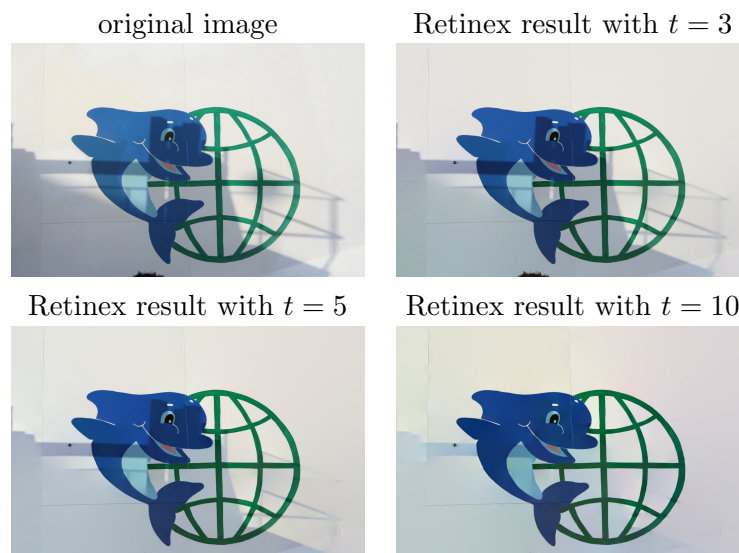 original image
Retinex result with t = 3
Retinex result with t = 5
Retinex result with t = 10